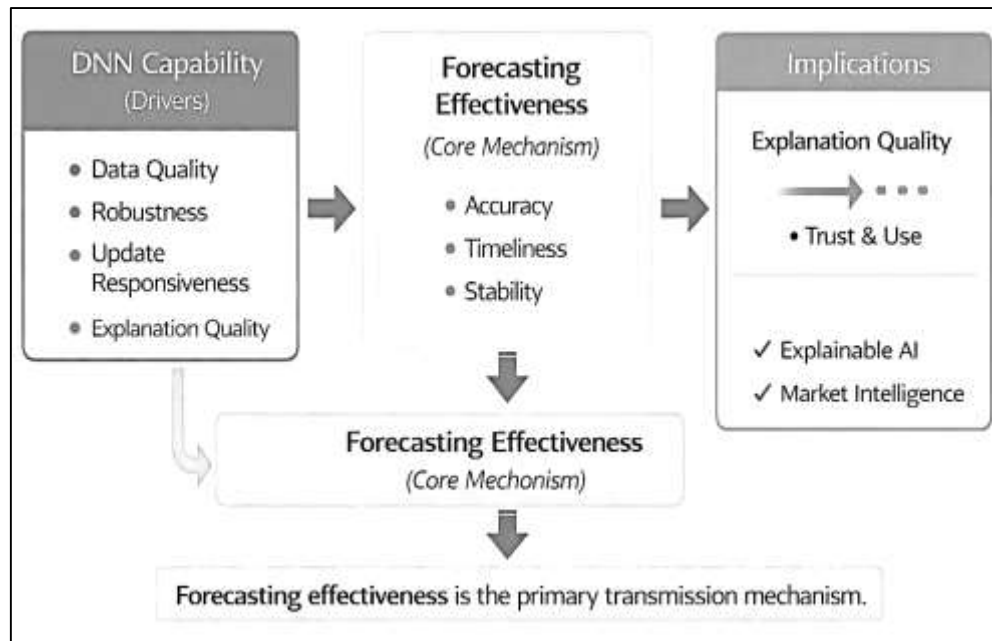 DNN Capability
(Drivers)
• Data Quality
• Robustness
• Update
Responsiveness
• Explanation Quality
Forecasting
Effectiveness
(Core Mechanism)
• Accuracy
• Timeliness
• Stability
Implications
Explanation Quality
• Trust & Use
✓ Explainable AI
✓ Market Intelligence
Forecasting Effectiveness
(Core Mechonism)
Forecasting effectiveness is the primary transmission mechanism.